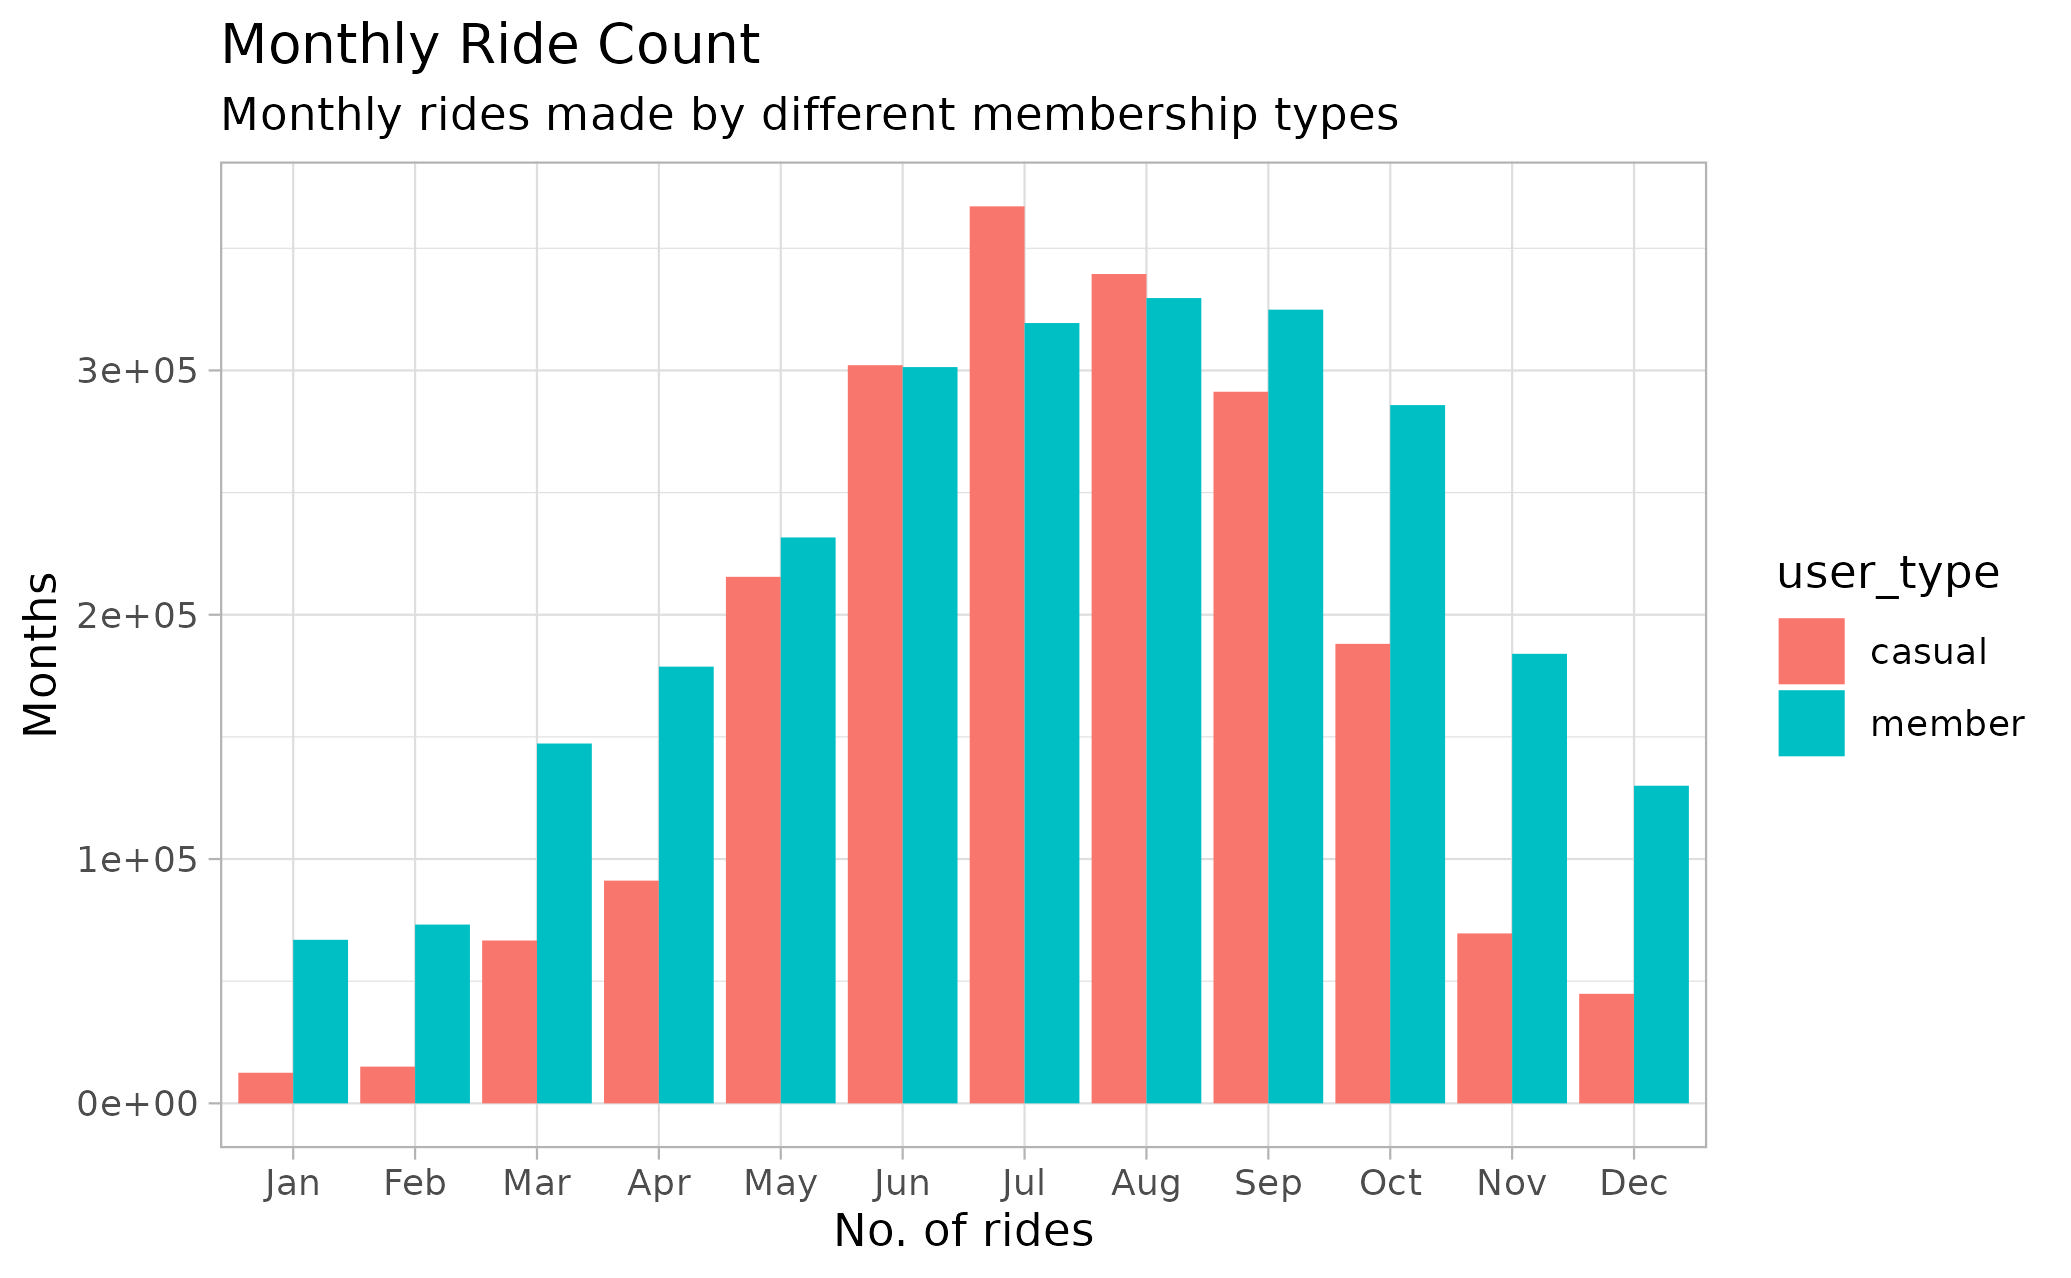 Monthly Ride Count
Monthly rides made by different membership types
Months
3e+05
2e+05
1e+05
0e+00
Jan Feb Mar Apr May Jun Jul Aug Sep Oct Nov Dec
No. of rides
user_type
casual
member